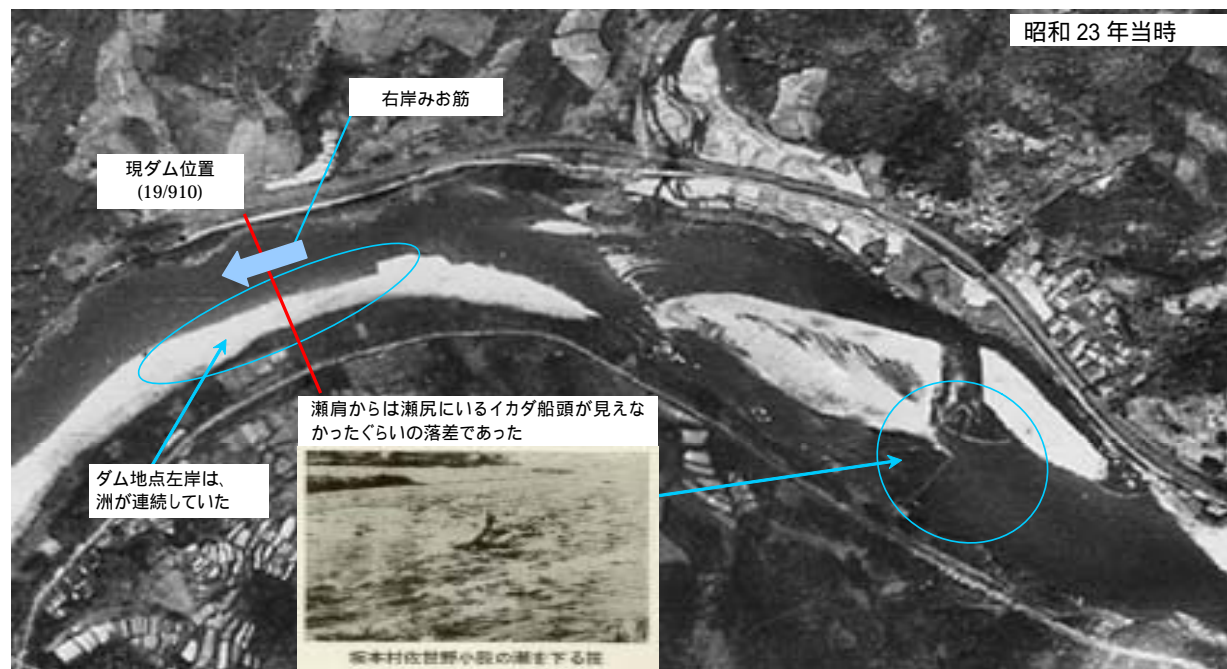 昭和 23 年当時
右岸みお筋
現ダム位置
(19/910)
瀬肩からは瀬尻にいるイカダ船頭が見えな
かったぐらいの落差であった
ダム地点左岸は、
洲が連続していた
坂本村佐世野小股の瀬を下る筏